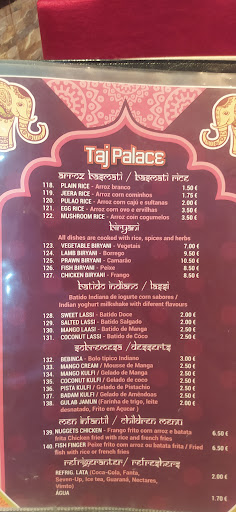 Taj Palace
arroz basmati / basmati rice
118. PLAIN RICE - Arroz branco 1.50 €
119. JEERA RICE - Arroz com cominhos 1.75 €
120. PULAO RICE - Arroz com cajú e sultanas 2.00 €
121. EGG RICE - Arroz com ovo e ervilhas 3.50 €
122. MUSHROOM RICE - Arroz com cogumelos 3.50 €
biryani
All dishes are cooked with rice, spices and herbs
123. VEGETABLE BIRYANI - Vegetais 7.00 €
124. LAMB BIRYANI - Borrego 9.50 €
125. PRAWN BIRYANI - Camarão 10.50 €
126. FISH BIRYANI - Peixe 8.50 €
127. CHICKEN BIRYANI - Frango 8.50 €
batido indiano / lassi
Batido Indiana de iogurte com sabores /
Indian yoghurt milkshake with diferent flavours
128. SWEET LASSI - Batido Doce 2.00 €
129. SALTED LASSI - Batido Salgado 2.00 €
130. MANGO LAASI - Batido de Manga 2.50 €
131. COCONUT LASSI - Batido de Côco 2.50 €
sobremesa / desserts
132. BEBINCA - Bolo típico Indiano 3.00 €
133. MANGO CREAM / Mousse de Manga 2.50 €
134. MANGO KULFI / Gelado de Manga 2.50 €
135. COCONUT KULFI / Gelado de coco 2.50 €
136. PISTA KULFI / Gelado de Pistachio 2.50 €
137. BADAM KULFI / Gelado de Amêndoas 2.50 €
138. GULAB JAMUN (Farinha de trigo, leite 2.00 €
deonatado, Frito em Açucar )
men infantil / children menu
139. NUGGETS CHICKEN - Frango frito com arroz e batata 6.50 €
frita Chicken fried with rice and french fries
140. FISH FINGER Peixe frito com arroz ou batata frita / Fried 6.50 €
fish with rice or french fries
refrigerante / refreshers
REFRIG. LATA (Coca-Cola, Fanta,
Seven-Up, Ice tea, Guaraná, Nectares, 2.00 €
Vimto)
ÁGUA 1.70 €